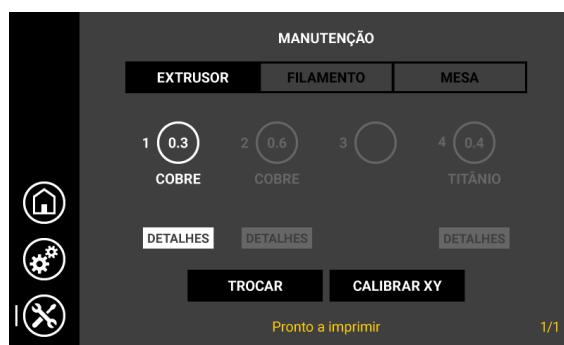 MANUTENÇÃO
EXTRUSOR FILAMENTO MESA
1 0.3 2 0.6 3 4 0.4
COBRE COBRE TITÂNIO
DETALHES DETALHES DETALHES
TROCAR CALIBRAR XY
Pronto a imprimir 1/1